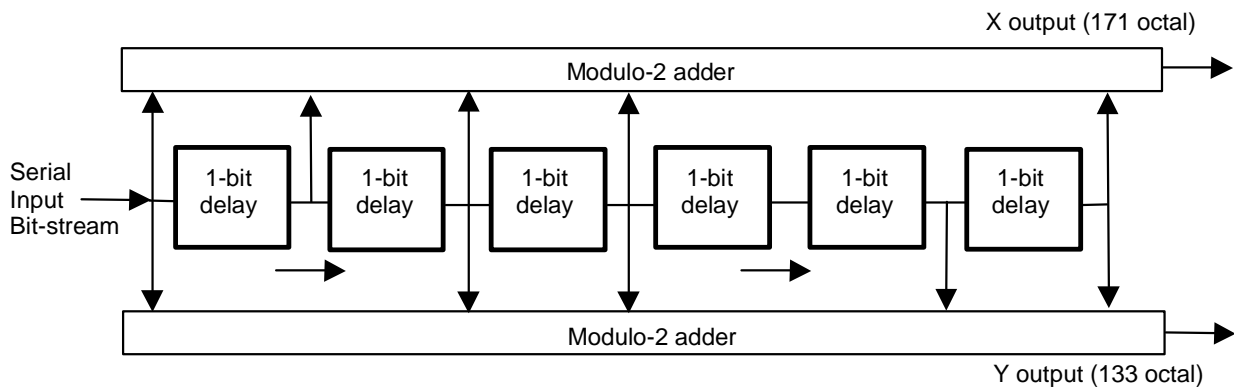 X output (171 octal)
Modulo-2 adder
Serial
Input
Bit-stream
1-bit
delay
1-bit
delay
1-bit
delay
1-bit
delay
1-bit
delay
1-bit
delay
Modulo-2 adder
Y output (133 octal)